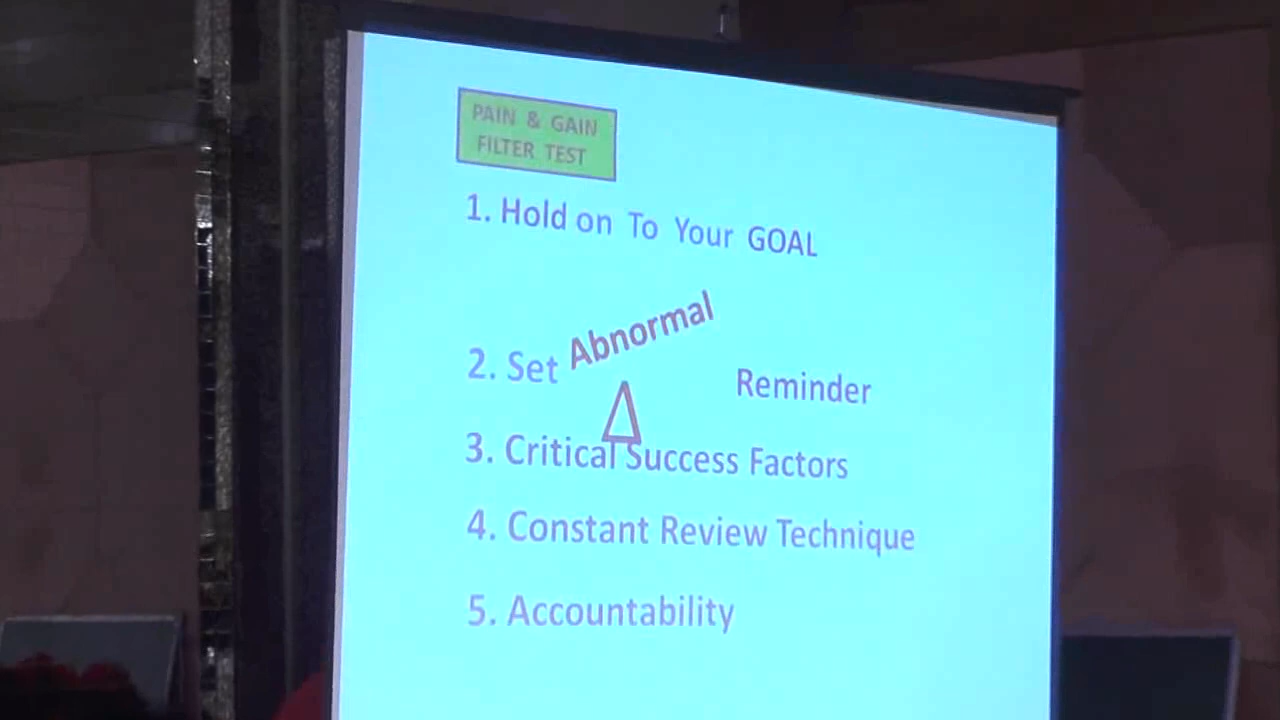 PAIN & GAIN
FILTER TEST
1. Hold on To Your GOAL
2. Set Abnormal Reminder
3. Critical Success Factors
4. Constant Review Technique
5. Accountability